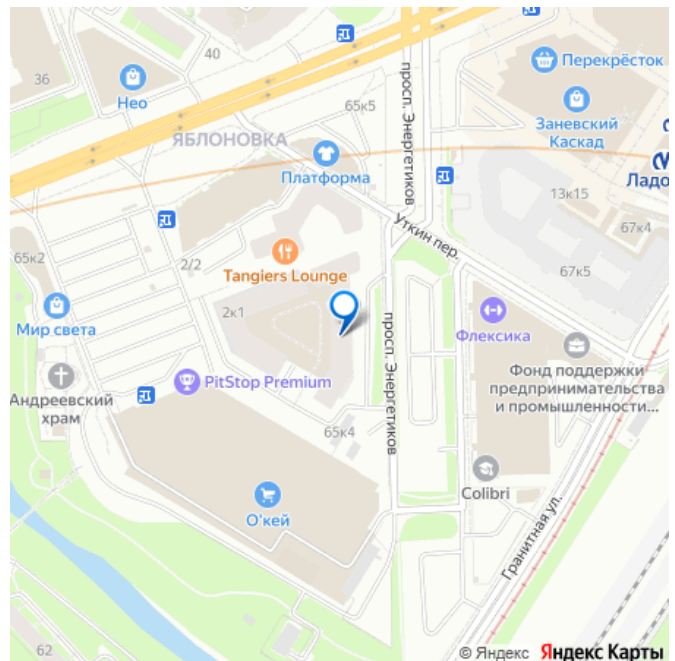 40
36
Нео
65к5
просп. Энергетиков
Перекрёсток
Заневский
Каскад
ЯБЛОНОВКА
Платформа
Ладо
13к15
67к4
Уткин пер.
67к5
65к2
2/2
Tangiers Lounge
2к1
Мир света
просп. Энергетиков
Флексика
Фонд поддержки
предпринимательства
и промышленности...
Андреевский
храм
PitStop Premium
65к4
О'кей
Colibri
Гранитная ул.
62
© Яндекс Яндекс Карты